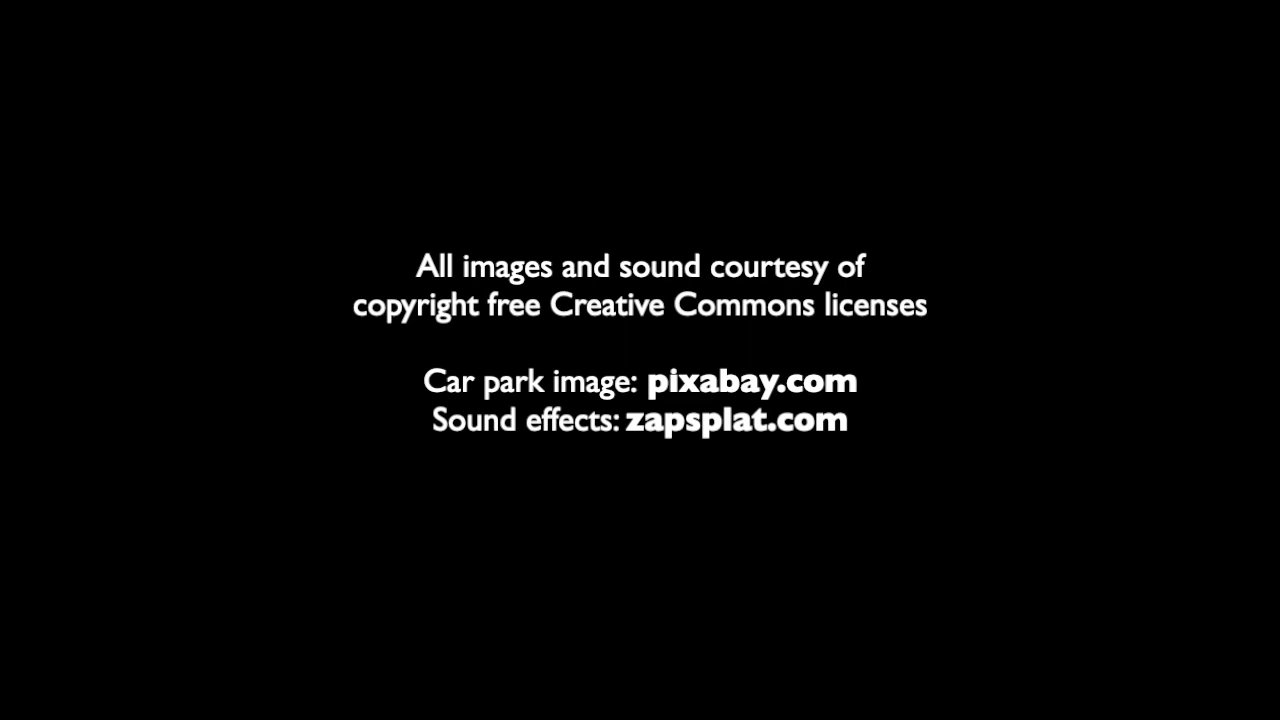 All images and sound courtesy of
copyright free Creative Commons licenses
Car park image: pixabay.com
Sound effects: zapsplat.com